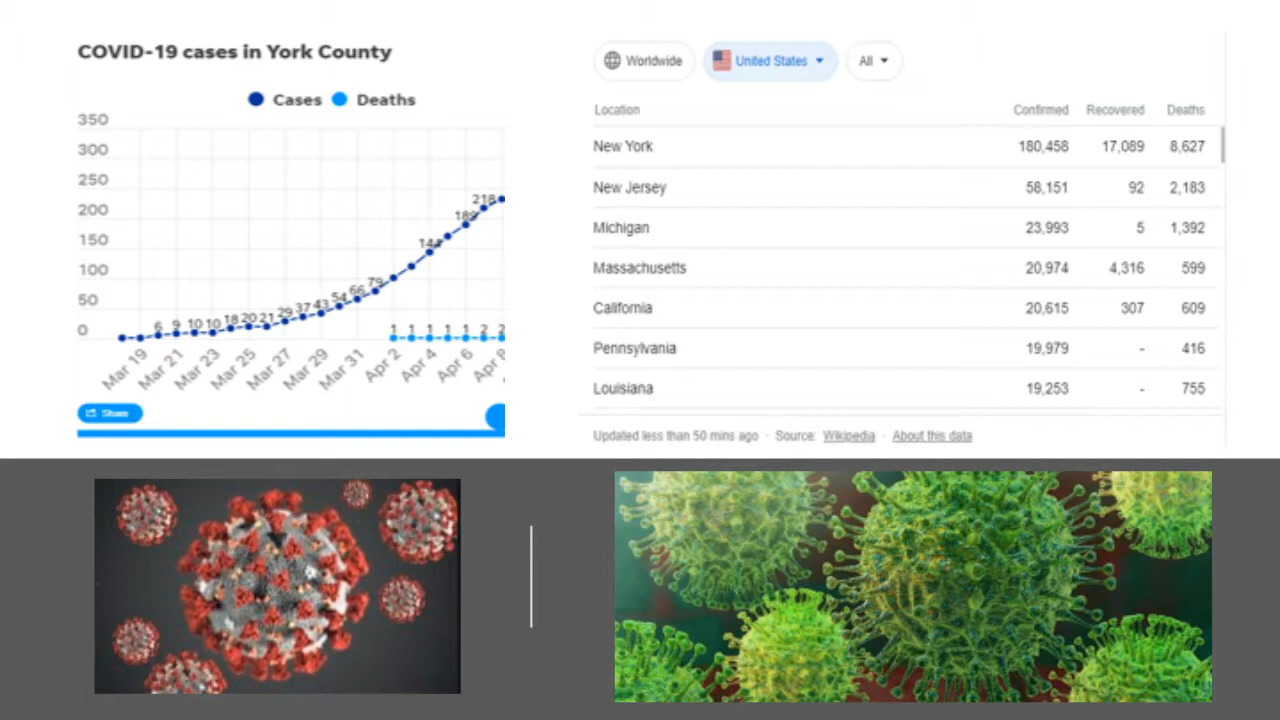 COVID-19 cases in York County
Cases Deaths
350
300
250
200
150
100
50
0
6 9 10 10 18 20 21 29 37 43 54 66 79 144 189 218
1 1 1 1 1 2 2
Mar 19 Mar 21 Mar 23 Mar 25 Mar 27 Mar 29 Mar 31 Apr 2 Apr 4 Apr 6 Apr 8
Share
Worldwide United States All
Location Confirmed Recovered Deaths
New York 180,458 17,089 8,627
New Jersey 58,151 92 2,183
Michigan 23,993 5 1,392
Massachusetts 20,974 4,316 599
California 20,615 307 609
Pennsylvania 19,979 - 416
Louisiana 19,253 - 755
Updated less than 50 mins ago · Source: Wikipedia · About this data